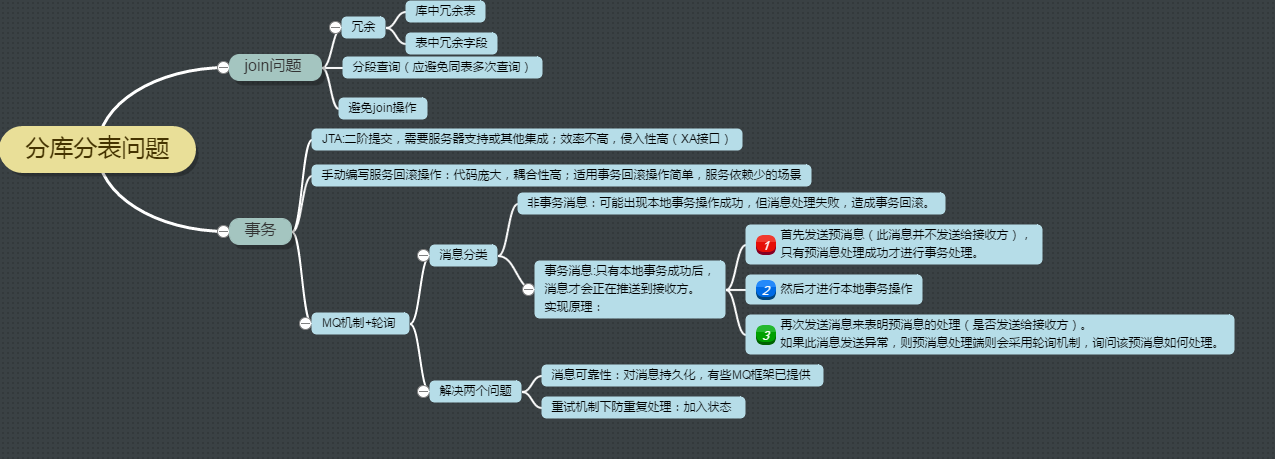 分库分表问题
join问题
冗余
库中冗余表
表中冗余字段
分段查询（应避免同表多次查询）
避免join操作
事务
JTA:二阶提交，需要服务器支持或其他集成；效率不高，侵入性高（XA接口）
手动编写服务回滚操作：代码庞大，耦合性高；适用事务回滚操作简单，服务依赖少的场景
MQ机制+轮询
消息分类
非事务消息：可能出现本地事务操作成功，但消息处理失败，造成事务回滚。
事务消息:只有本地事务成功后，
消息才会正在推送到接收方。
实现原理：
1 首先发送预消息（此消息并不发送给接收方），
只有预消息处理成功才进行事务处理。
2 然后才进行本地事务操作
3 再次发送消息来表明预消息的处理（是否发送给接收方）。
如果此消息发送异常，则预消息处理端则会采用轮询机制，询问该预消息如何处理。
解决两个问题
消息可靠性：对消息持久化，有些MQ框架已提供
重试机制下防重复处理：加入状态